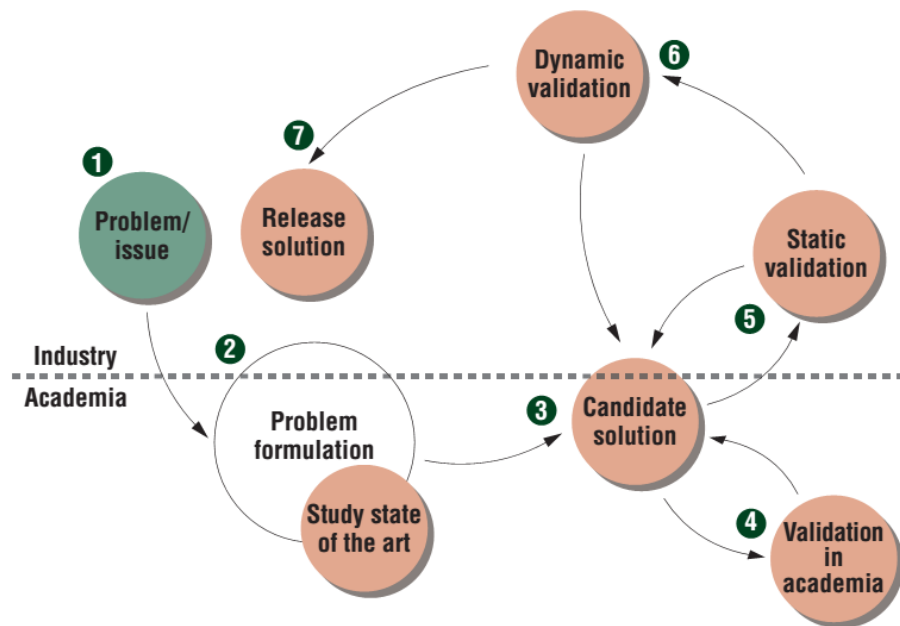 1
Problem/
issue
2
Problem
formulation
Study state
of the art
3
Candidate
solution
4
Validation
in
academia
5
Static
validation
6
Dynamic
validation
7
Release
solution
Industry
Academia